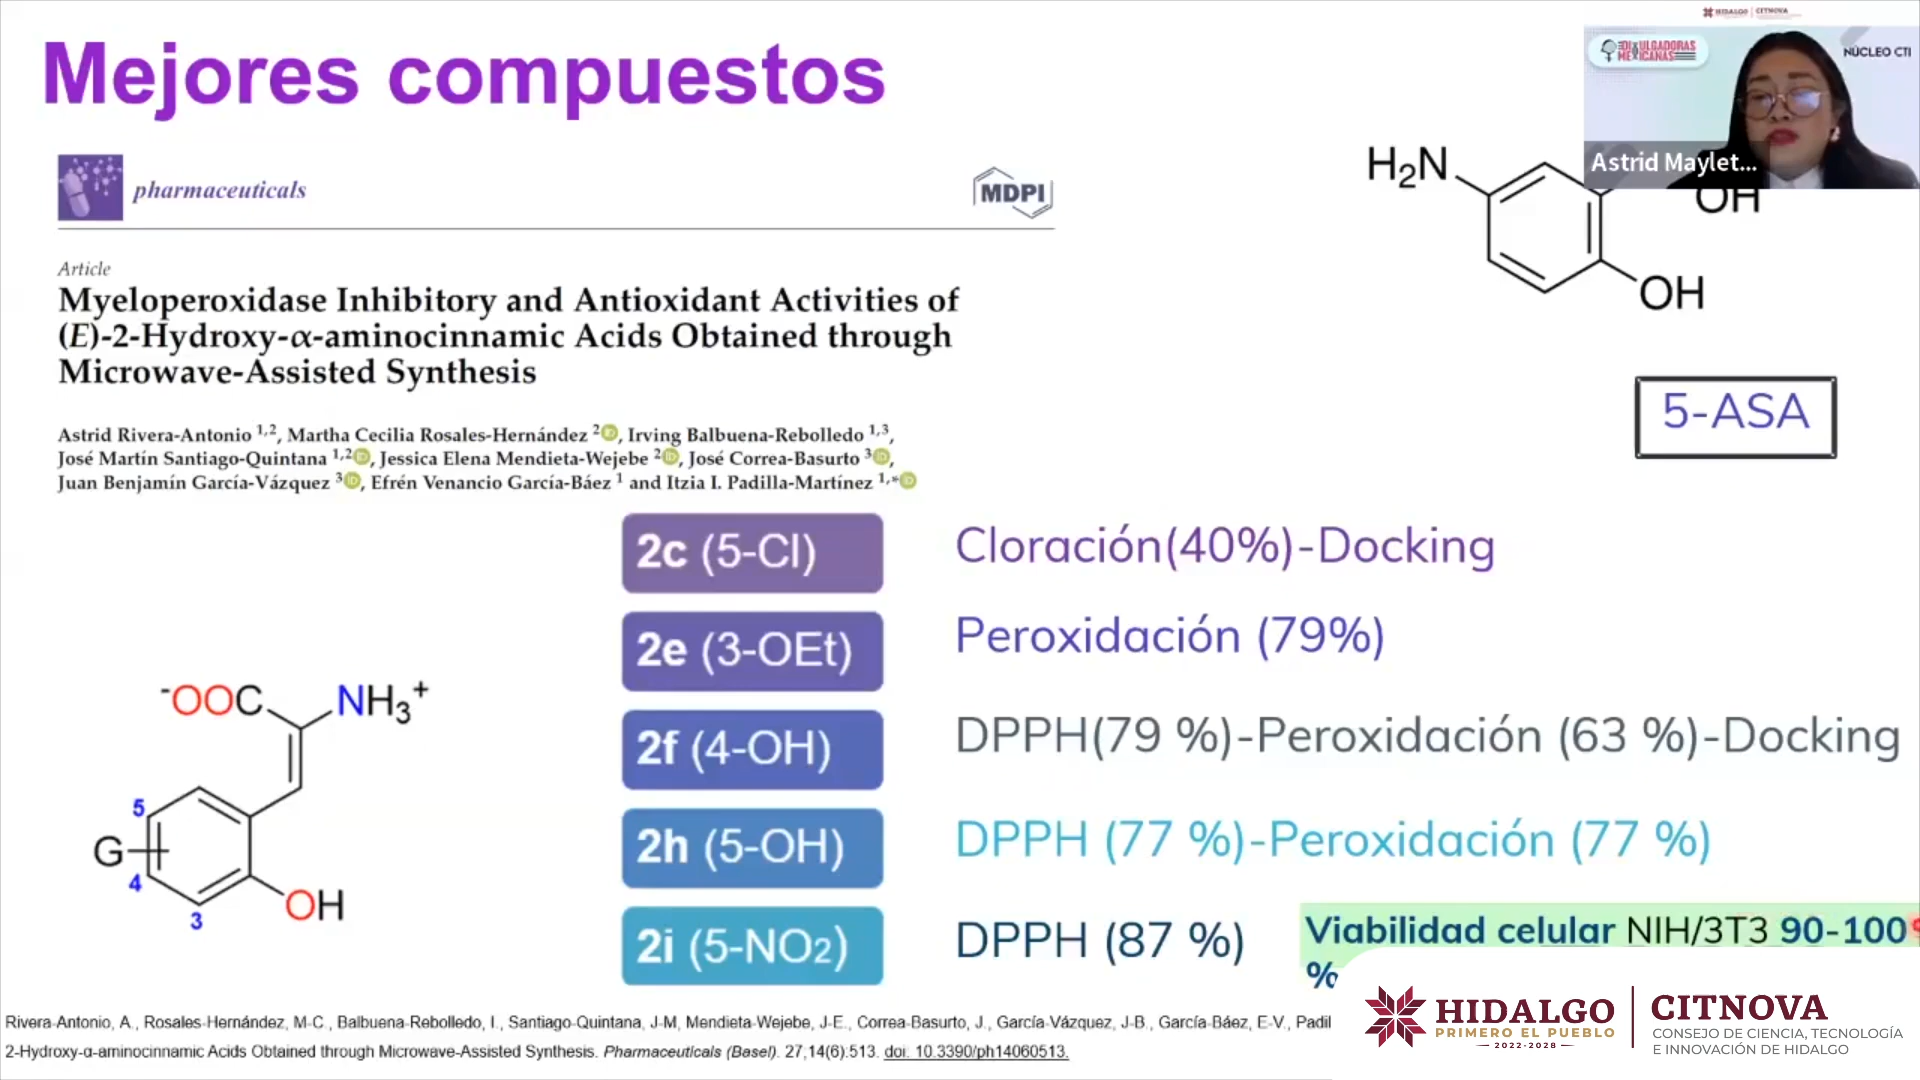 Mejores compuestos
HIDALGO | CITNOVA
DIVULGADORAS
MEXICANAS
NÚCLEO CTI
Astrid Maylet...
pharmaceuticals
MDPI
H2N
OH
OH
5-ASA
Article
Myeloperoxidase Inhibitory and Antioxidant Activities of
(E)-2-Hydroxy-α-aminocinnamic Acids Obtained through
Microwave-Assisted Synthesis
Astrid Rivera-Antonio 1,2, Martha Cecilia Rosales-Hernández 2, Irving Balbuena-Rebolledo 1,3,
José Martín Santiago-Quintana 1,2, Jessica Elena Mendieta-Wejebe 2, José Correa-Basurto 3,
Juan Benjamín García-Vázquez 3, Efrén Venancio García-Báez 1 and Itzia I. Padilla-Martínez 1,*
2c (5-Cl) Cloración(40%)-Docking
2e (3-OEt) Peroxidación (79%)
2f (4-OH) DPPH(79 %)-Peroxidación (63 %)-Docking
2h (5-OH) DPPH (77 %)-Peroxidación (77 %)
2i (5-NO2) DPPH (87 %)
-OOC NH3+
5
G
4
3
OH
Viabilidad celular NIH/3T3 90-100
%
Rivera-Antonio, A., Rosales-Hernández, M-C., Balbuena-Rebolledo, I., Santiago-Quintana, J-M, Mendieta-Wejebe, J-E., Correa-Basurto, J., García-Vázquez, J-B., García-Báez, E-V., Padil
2-Hydroxy-α-aminocinnamic Acids Obtained through Microwave-Assisted Synthesis. Pharmaceuticals (Basel). 27;14(6):513. doi: 10.3390/ph14060513.
HIDALGO
PRIMERO EL PUEBLO
2022-2028
CITNOVA
CONSEJO DE CIENCIA, TECNOLOGÍA
E INNOVACIÓN DE HIDALGO